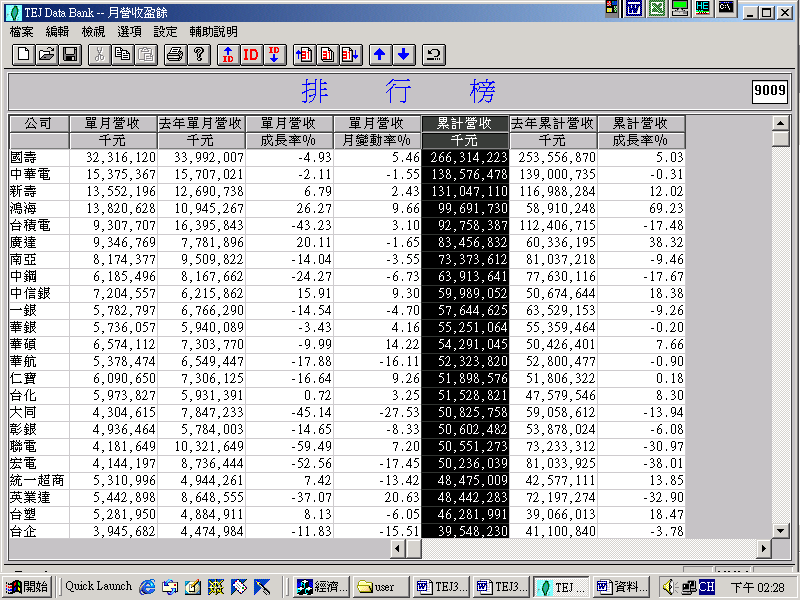 TEJ Data Bank -- 月營收盈餘
檔案 編輯 檢視 選項 設定 輔助說明
排 行 榜 9009
公司 單月營收 去年單月營收 單月營收 單月營收 累計營收 去年累計營收 累計營收
千元 千元 成長率% 月變動率% 千元 千元 成長率%
國壽 32,316,120 33,992,007 -4.93 5.46 266,314,223 253,556,870 5.03
中華電 15,375,367 15,707,021 -2.11 -1.55 138,576,478 139,000,735 -0.31
新壽 13,552,196 12,690,738 6.79 2.43 131,047,110 116,988,284 12.02
鴻海 13,820,628 10,945,267 26.27 9.66 99,691,730 58,910,248 69.23
台積電 9,307,707 16,395,843 -43.23 3.10 92,758,387 112,406,715 -17.48
廣達 9,346,769 7,781,896 20.11 -1.65 83,456,832 60,336,195 38.32
南亞 8,174,377 9,509,822 -14.04 -3.55 73,373,612 81,037,218 -9.46
中鋼 6,185,496 8,167,662 -24.27 -6.73 63,913,641 77,630,116 -17.67
中信銀 7,204,557 6,215,862 15.91 9.30 59,989,052 50,674,644 18.38
一銀 5,782,797 6,766,290 -14.54 -4.70 57,644,625 63,529,153 -9.26
華銀 5,736,057 5,940,089 -3.43 4.16 55,251,064 55,359,464 -0.20
華碩 6,574,112 7,303,770 -9.99 14.22 54,291,045 50,426,401 7.66
華航 5,378,474 6,549,447 -17.88 -16.11 52,323,820 52,800,477 -0.90
仁寶 6,090,650 7,306,125 -16.64 9.26 51,898,576 51,806,322 0.18
台化 5,973,827 5,931,391 0.72 3.25 51,528,821 47,579,546 8.30
大同 4,304,615 7,847,233 -45.14 -27.53 50,825,758 59,058,612 -13.94
彰銀 4,936,464 5,784,003 -14.65 -8.33 50,602,482 53,878,024 -6.08
聯電 4,181,649 10,321,649 -59.49 7.20 50,551,273 73,233,312 -30.97
宏電 4,144,197 8,736,444 -52.56 -17.45 50,236,039 81,033,925 -38.01
統一超商 5,310,996 4,944,261 7.42 -13.42 48,475,009 42,577,111 13.85
英業達 5,442,898 8,648,555 -37.07 20.63 48,442,283 72,197,274 -32.90
台塑 5,281,950 4,884,911 8.13 -6.05 46,281,991 39,066,013 18.47
台企 3,945,682 4,474,984 -11.83 -15.51 39,548,230 41,100,840 -3.78
開始 Quick Launch 經濟... user TEJ3... TEJ3... TEJ ... 資料... CH 下午 02:28